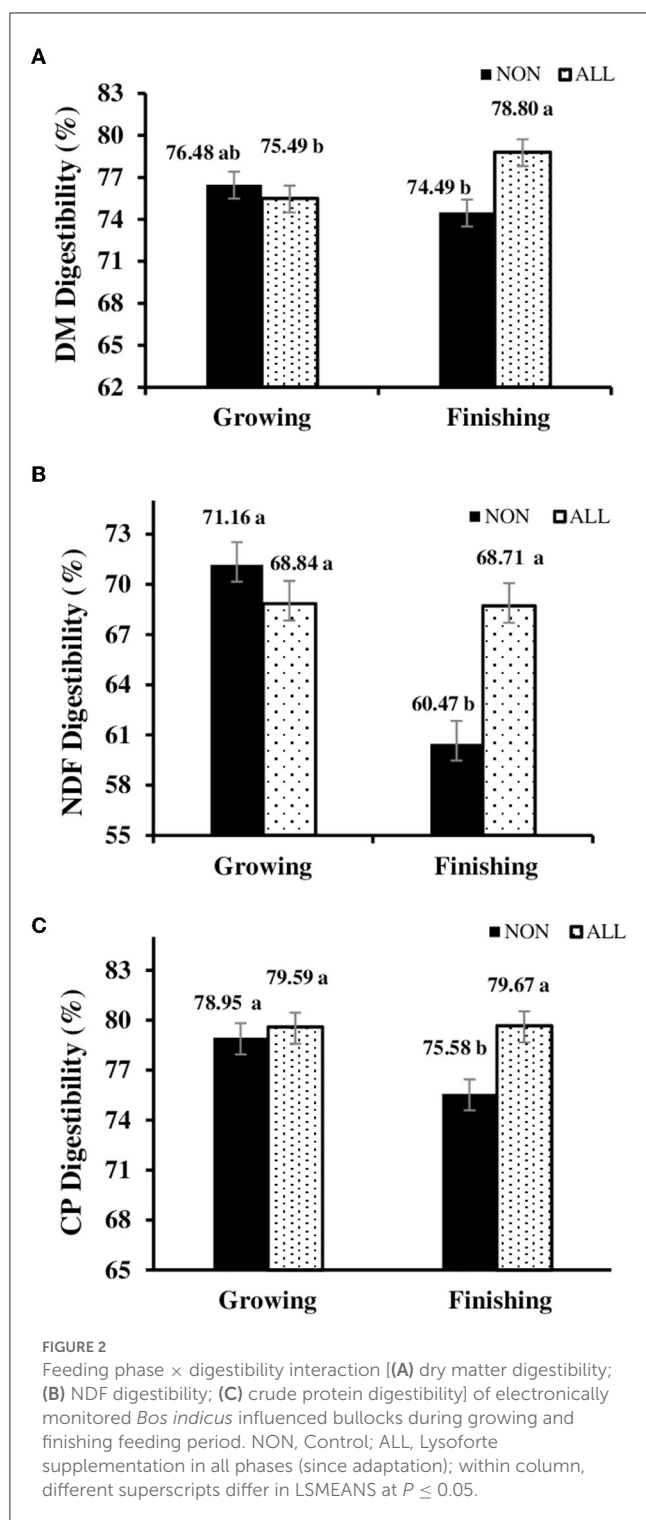 A
NON ALL
DM Digestibility (%)
83
80
77
74
71
68
65
62
76.48 ab
75.49 b
74.49 b
78.80 a
Growing
Finishing
B
NON ALL
NDF Digestibility (%)
73
70
67
64
61
58
55
71.16 a
68.84 a
60.47 b
68.71 a
Growing
Finishing
C
NON ALL
CP Digestibility (%)
83
80
77
74
71
68
65
78.95 a
79.59 a
75.58 b
79.67 a
Growing
Finishing
FIGURE 2
Feeding phase × digestibility interaction [(A) dry matter digestibility;
(B) NDF digestibility; (C) crude protein digestibility] of electronically
monitored Bos indicus influenced bullocks during growing and
finishing feeding period. NON, Control; ALL, Lysoforte
supplementation in all phases (since adaptation); within column,
different superscripts differ in LSMEANS at P ≤ 0.05.